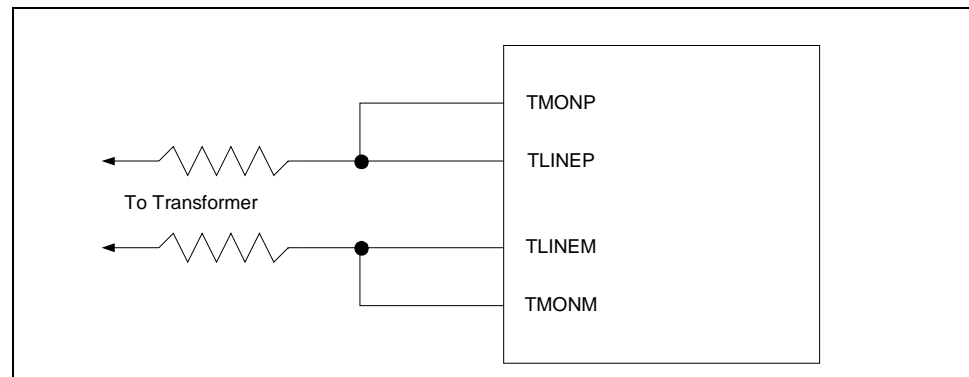 TMONP
TLINEP
To Transformer
TLINEM
TMONM